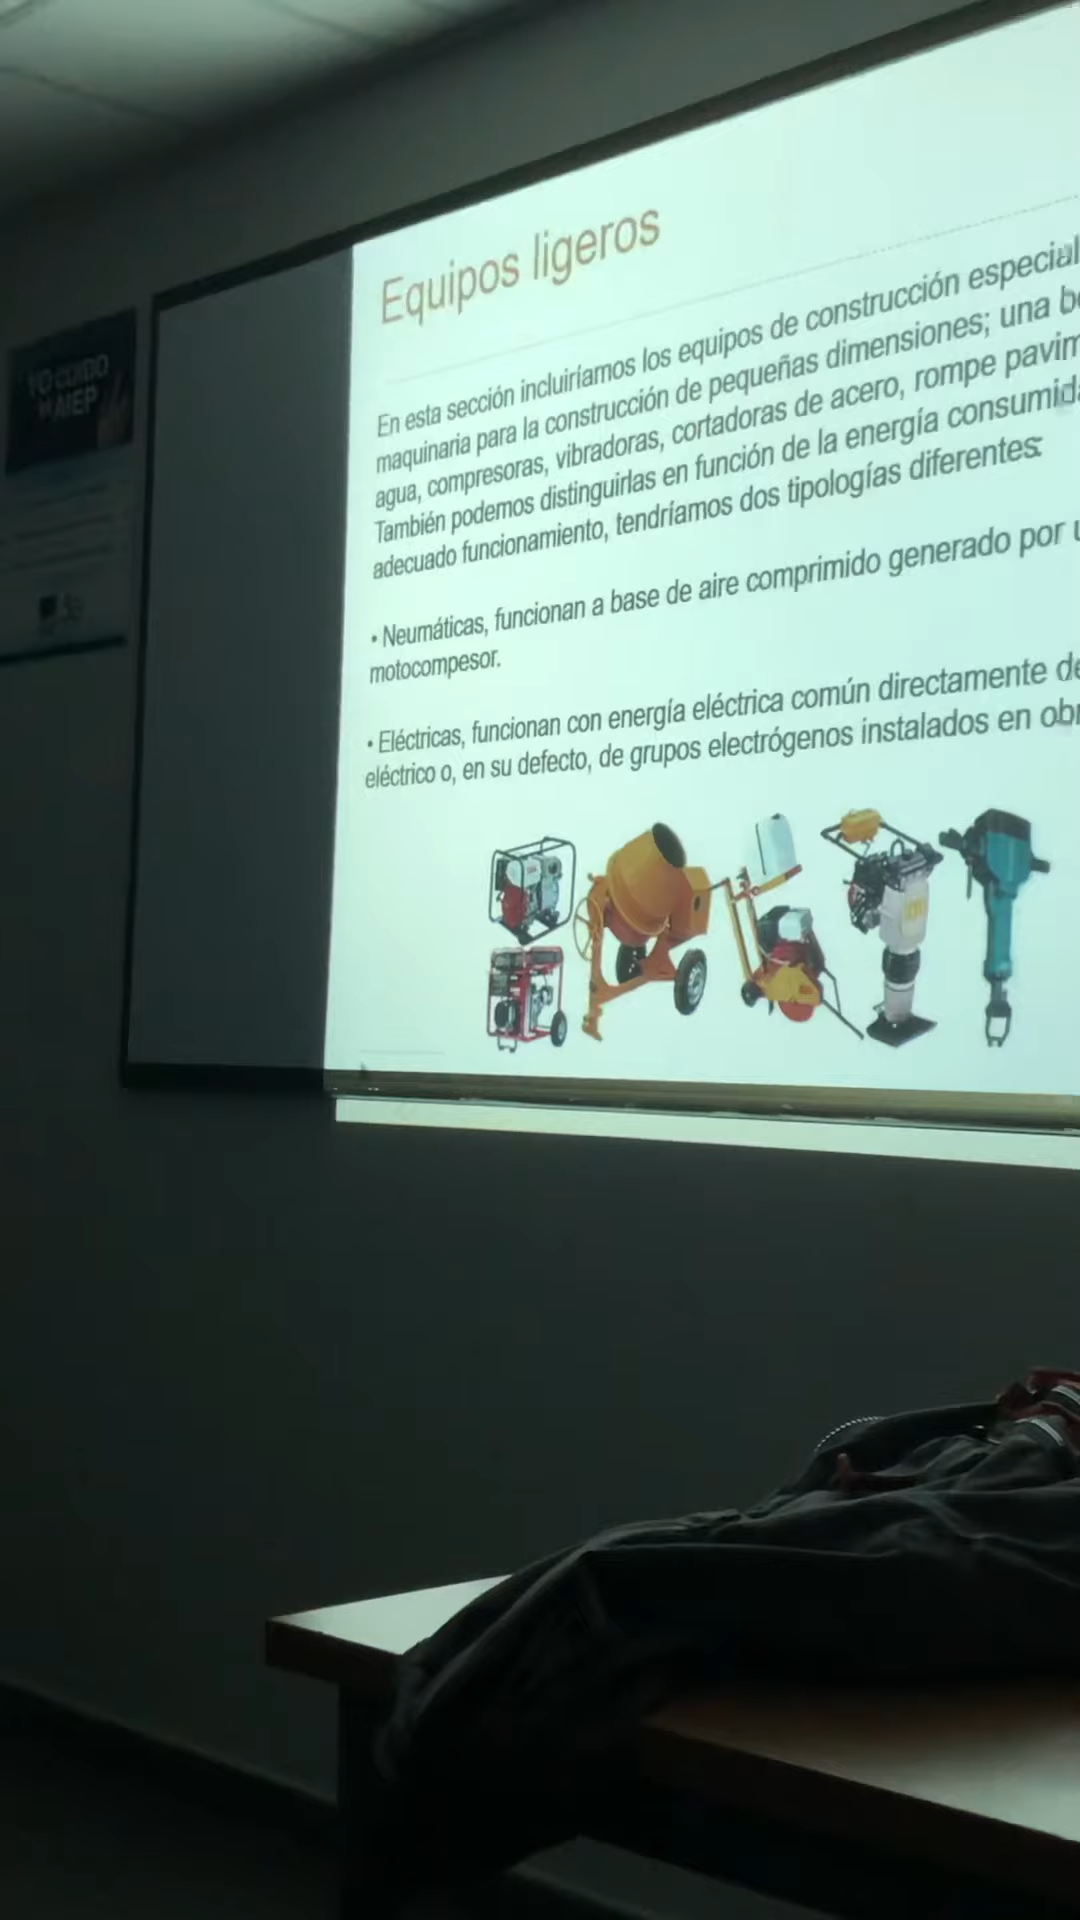 YO CUIDO
AIEP
Equipos ligeros
En esta sección incluiríamos los equipos de construcción especial
maquinaria para la construcción de pequeñas dimensiones; una
agua, compresoras, vibradoras, cortadoras de acero, rompe
También podemos distinguirlas en función de la energía
adecuado funcionamiento, tendríamos dos tipologías diferentes:
• Neumáticas, funcionan a base de aire comprimido generado por
motocompesor.
• Eléctricas, funcionan con energía eléctrica común directamente
eléctrico o, en su defecto, de grupos electrógenos instalados en